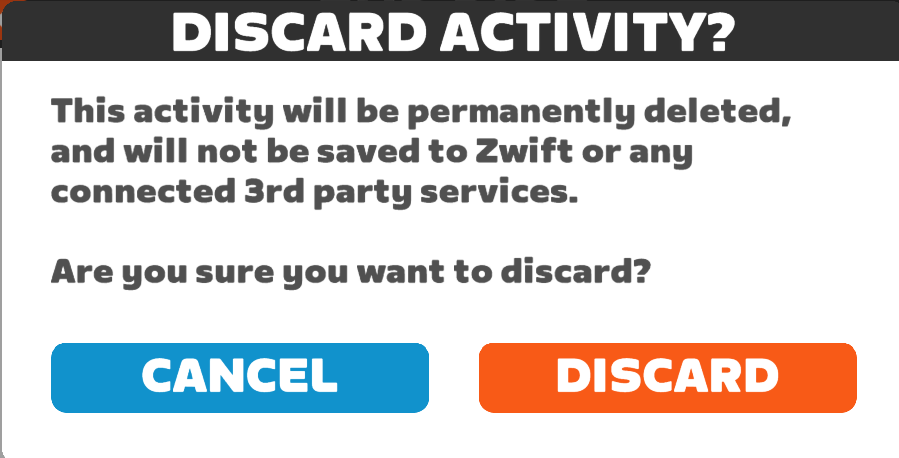 DISCARD ACTIVITY?
This activity will be permanently deleted,
and will not be saved to Zwift or any
connected 3rd party services.
Are you sure you want to discard?
CANCEL
DISCARD